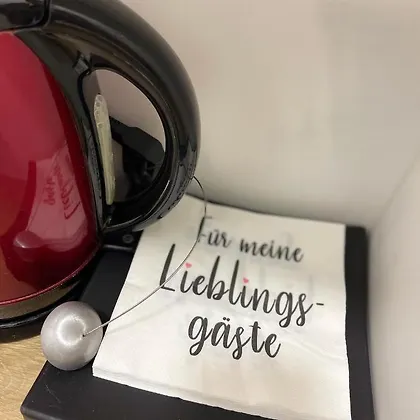 Für meine
Lieblings-
gäste